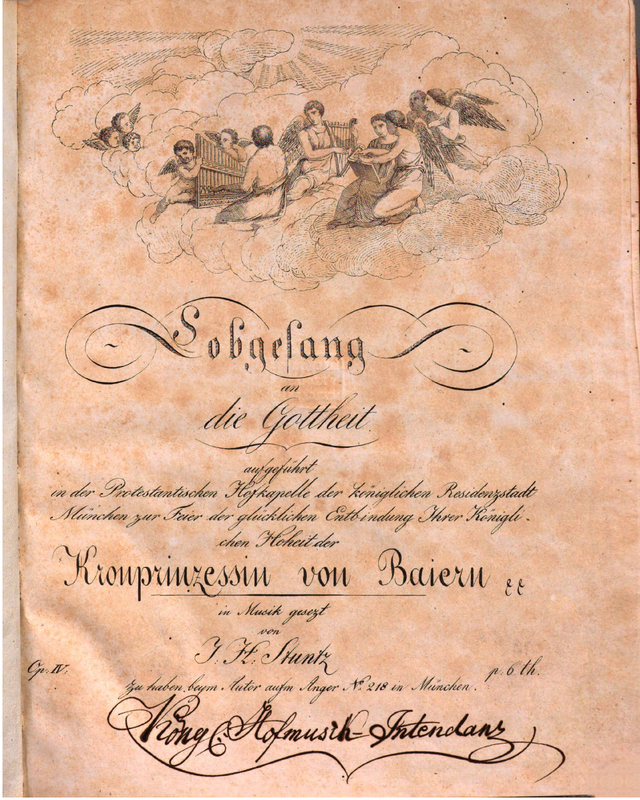 Lobgesang
an
die Gottheit.
aufgeführt
in der Protestantischen Hofkapelle der königlichen Residenzstadt
München zur Feier der glücklichen Entbindung Ihrer Königli-
chen Hoheit der
Kronprinzessin von Baiern
in Musik gesezt
von
J. H. Stuntz
Op. IV. p. 6 th.
Zu haben beym Autor aufm Anger No. 218 in München.
König. Hofmusik-Intendanz